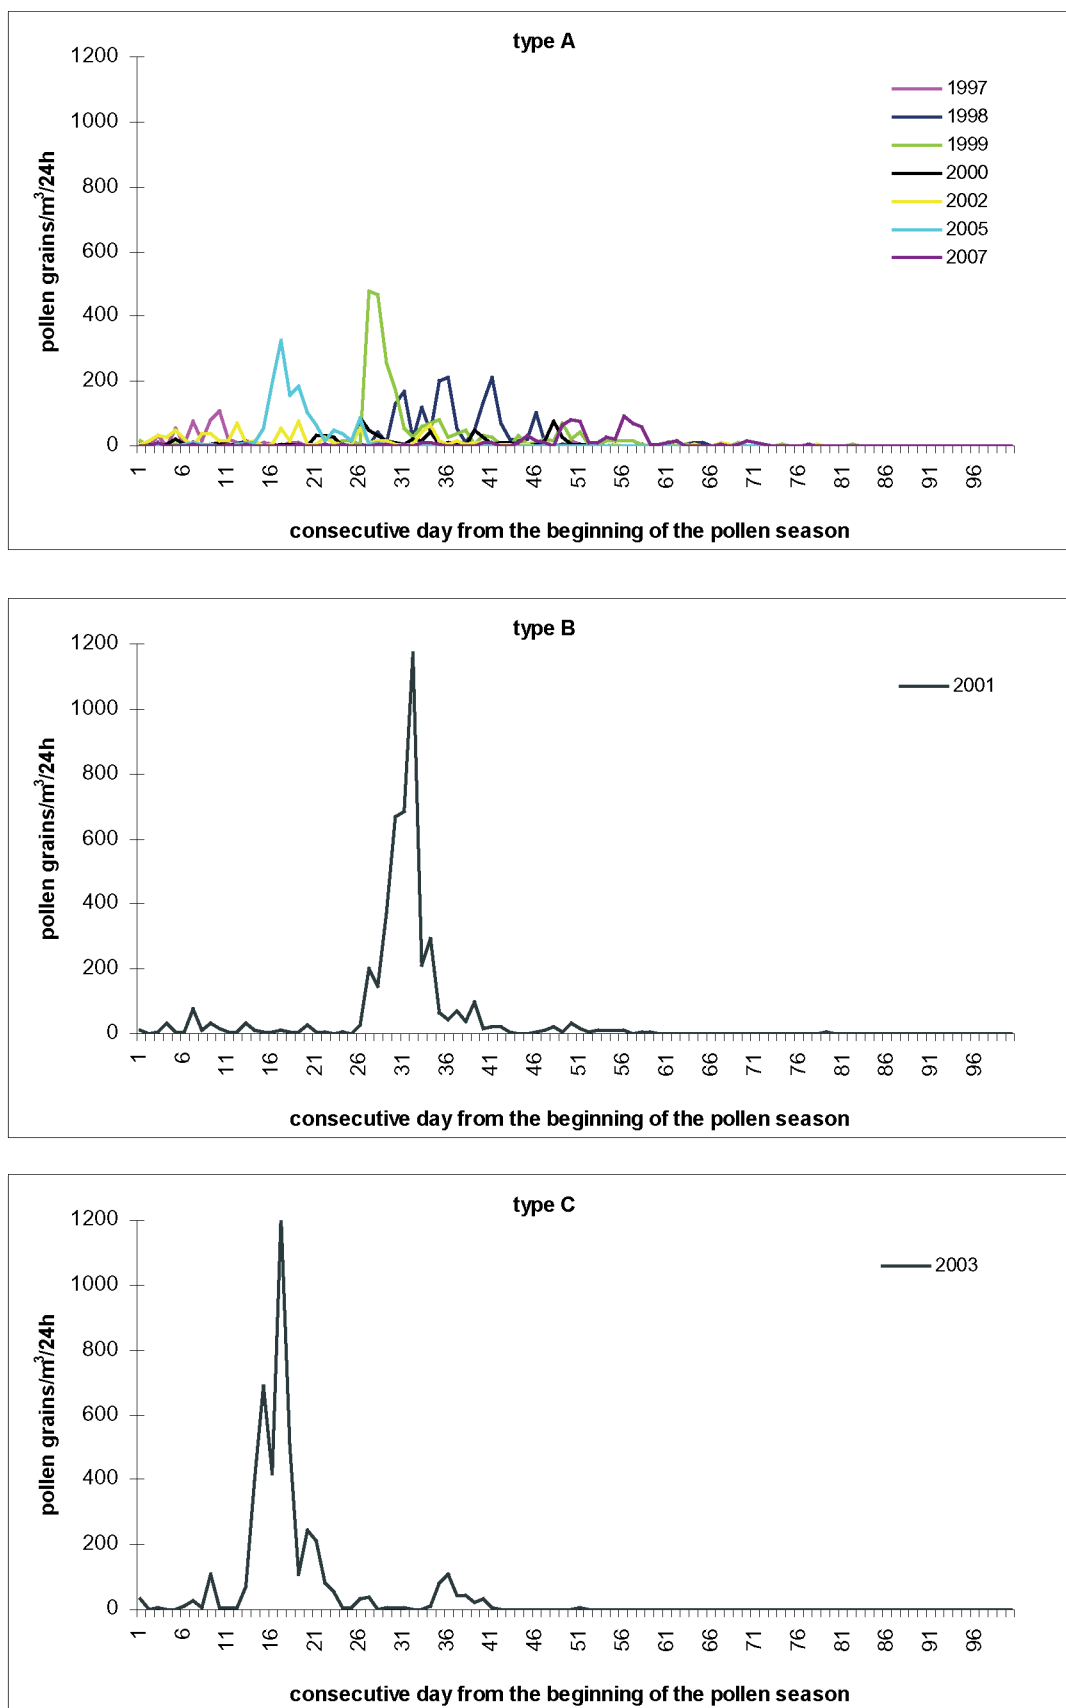 type A
1200
1000
800
600
400
200
0
pollen grains/m³/24h
1997
1998
1999
2000
2002
2005
2007
1 6 11 16 21 26 31 36 41 46 51 56 61 66 71 76 81 86 91 96
consecutive day from the beginning of the pollen season
type B
1200
1000
800
600
400
200
0
pollen grains/m³/24h
2001
1 6 11 16 21 26 31 36 41 46 51 56 61 66 71 76 81 86 91 96
consecutive day from the beginning of the pollen season
type C
1200
1000
800
600
400
200
0
pollen grains/m³/24h
2003
1 6 11 16 21 26 31 36 41 46 51 56 61 66 71 76 81 86 91 96
consecutive day from the beginning of the pollen season